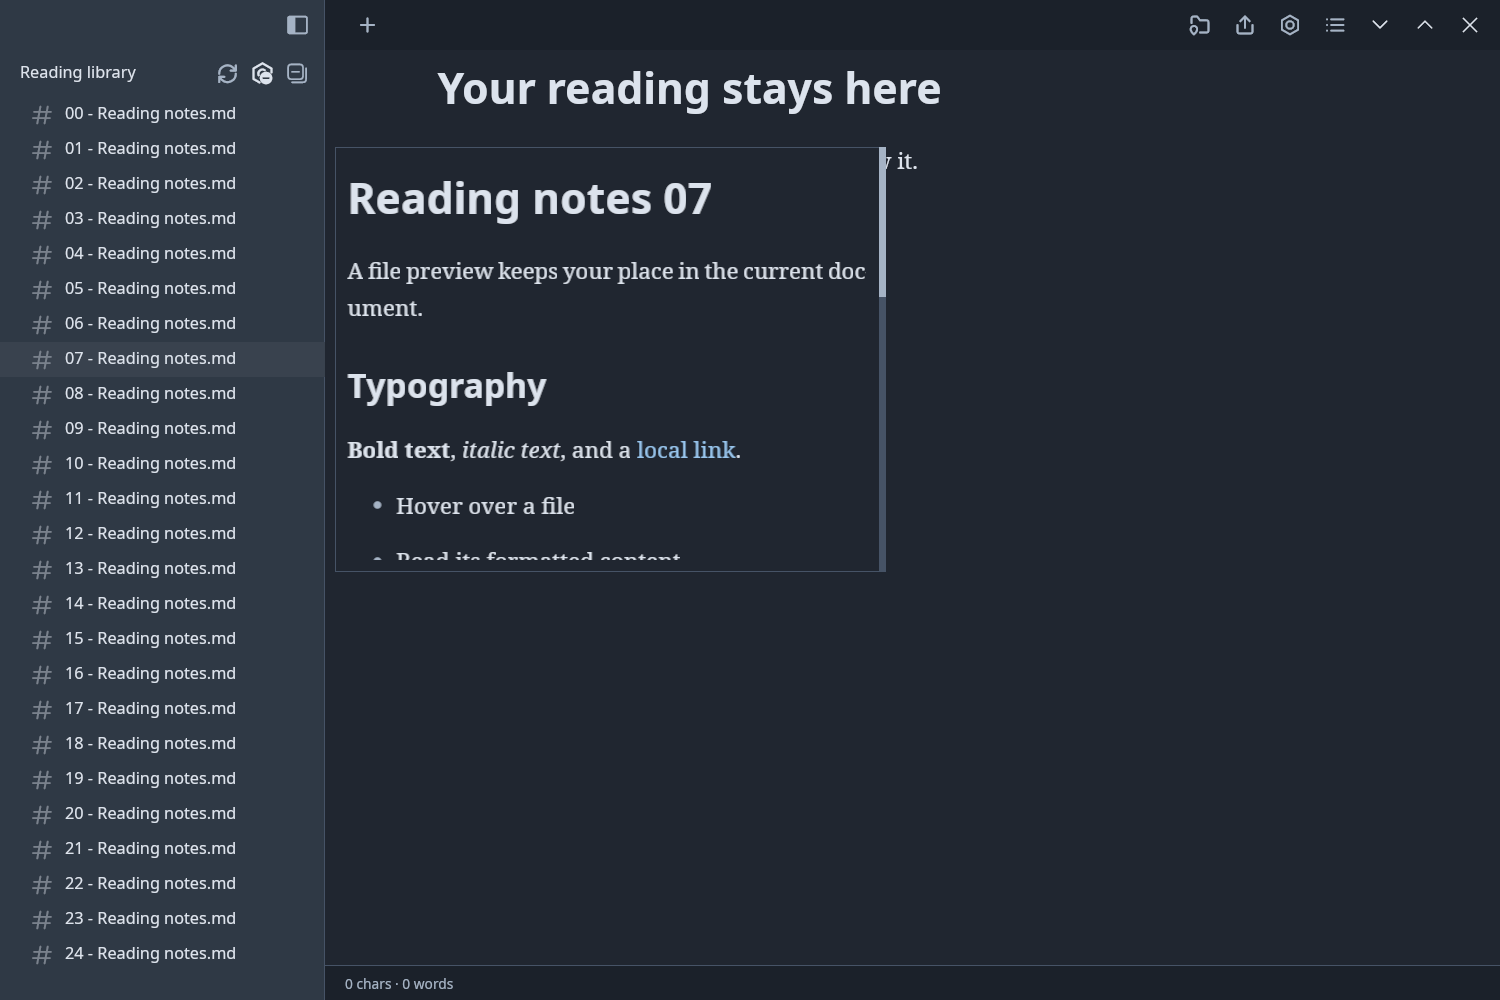 Reading library
00 - Reading notes.md
01 - Reading notes.md
02 - Reading notes.md
03 - Reading notes.md
04 - Reading notes.md
05 - Reading notes.md
06 - Reading notes.md
07 - Reading notes.md
08 - Reading notes.md
09 - Reading notes.md
10 - Reading notes.md
11 - Reading notes.md
12 - Reading notes.md
13 - Reading notes.md
14 - Reading notes.md
15 - Reading notes.md
16 - Reading notes.md
17 - Reading notes.md
18 - Reading notes.md
19 - Reading notes.md
20 - Reading notes.md
21 - Reading notes.md
22 - Reading notes.md
23 - Reading notes.md
24 - Reading notes.md
Your reading stays here
it.
Reading notes 07
A file preview keeps your place in the current doc
ument.
Typography
Bold text, italic text, and a local link.
• Hover over a file
• Read its formatted content
0 chars · 0 words